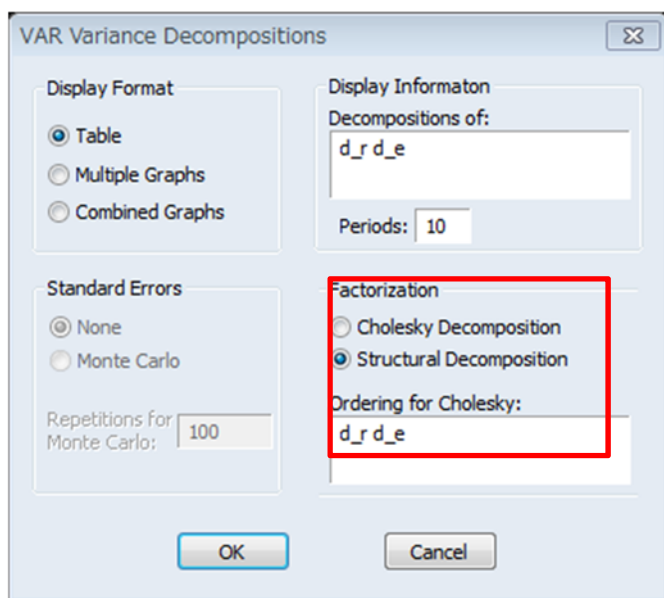 VAR Variance Decompositions
Display Format
Table
Multiple Graphs
Combined Graphs
Display Informaton
Decompositions of:
d_r d_e
Periods: 10
Standard Errors
None
Monte Carlo
Repetitions for
Monte Carlo: 100
Factorization
Cholesky Decomposition
Structural Decomposition
Ordering for Cholesky:
d_r d_e
OK
Cancel